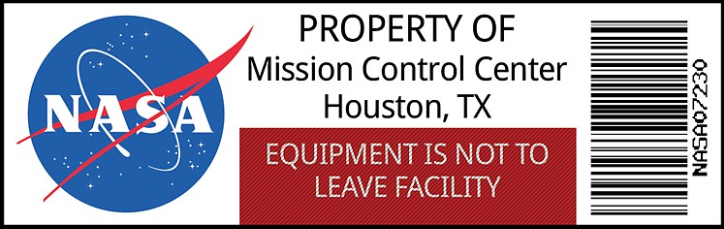 NASA
PROPERTY OF
Mission Control Center
Houston, TX
EQUIPMENT IS NOT TO
LEAVE FACILITY
NASA07230